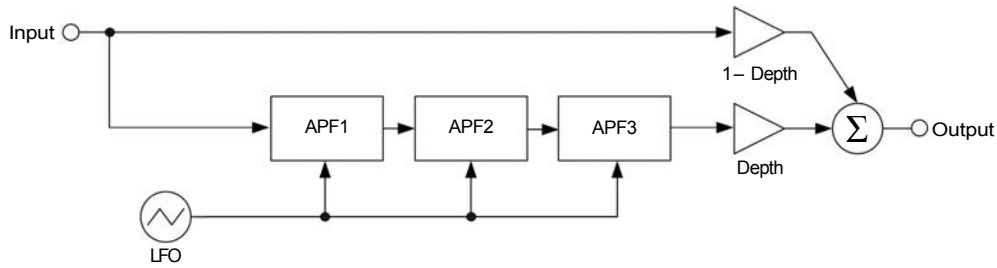 Input
1– Depth
APF1
APF2
APF3
Σ
Output
Depth
LFO